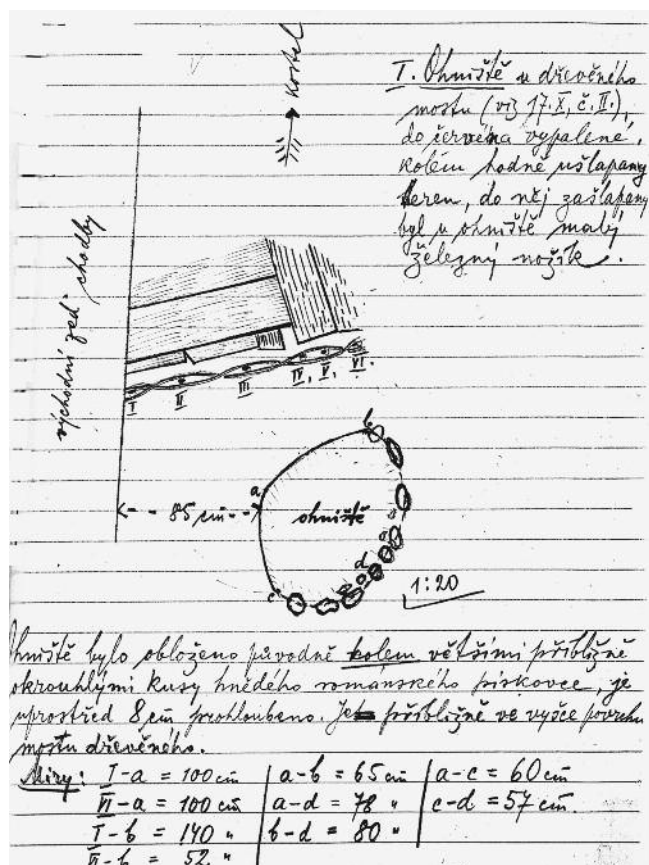 Kostel
I. Ohniště u dřevěného
mostu (viz 17.X, č. II.),
do červena vypálené.
Kolem hodně ušlapaný
teren, do něj zašlapaný
byl u ohniště malý
železný nožík.
východní zeď chodby
I II III IV, V, VI.
a
b
85 cm
ohniště
d
c
1:20
Ohniště bylo obloženo původně kolem většími přibližně
okrouhlými kusy hnědého románského pískovce, je
uprostřed 8 cm prohloubeno. Je přibližně ve výšce povrchu
mostu dřevěného.
Míry: I-a = 100 cm a-b = 65 cm a-c = 60 cm
VI-a = 100 cm a-d = 78 " c-d = 57 cm.
I-b = 140 " b-d = 80 "
VI-b = 52 "